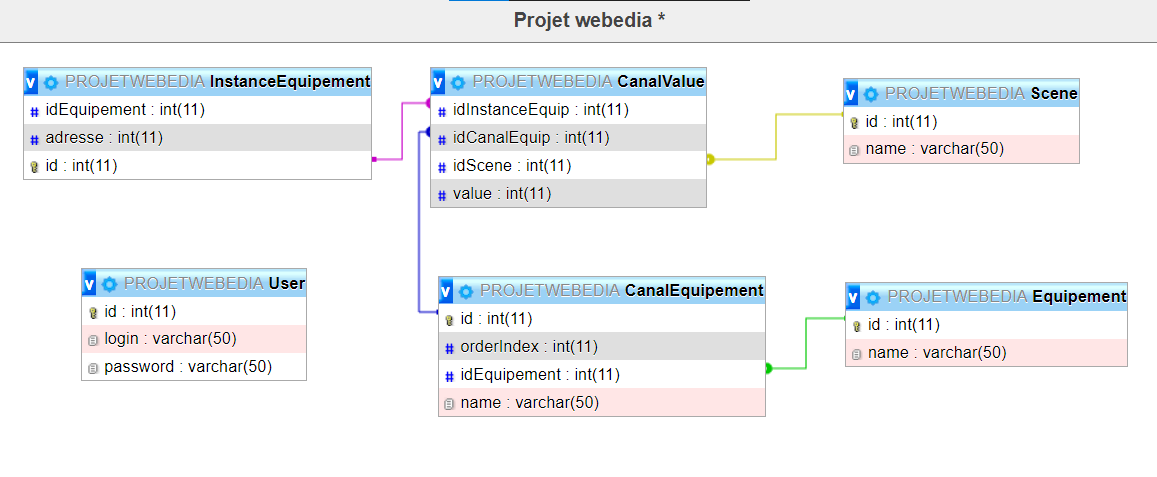 Projet webedia *
v PROJETWEBEDIA InstanceEquipement
# idEquipement : int(11)
# adresse : int(11)
id : int(11)
v PROJETWEBEDIA CanalValue
# idInstanceEquip : int(11)
# idCanalEquip : int(11)
# idScene : int(11)
# value : int(11)
v PROJETWEBEDIA Scene
id : int(11)
name : varchar(50)
v PROJETWEBEDIA User
id : int(11)
login : varchar(50)
password : varchar(50)
v PROJETWEBEDIA CanalEquipement
id : int(11)
# orderIndex : int(11)
# idEquipement : int(11)
name : varchar(50)
v PROJETWEBEDIA Equipement
id : int(11)
name : varchar(50)